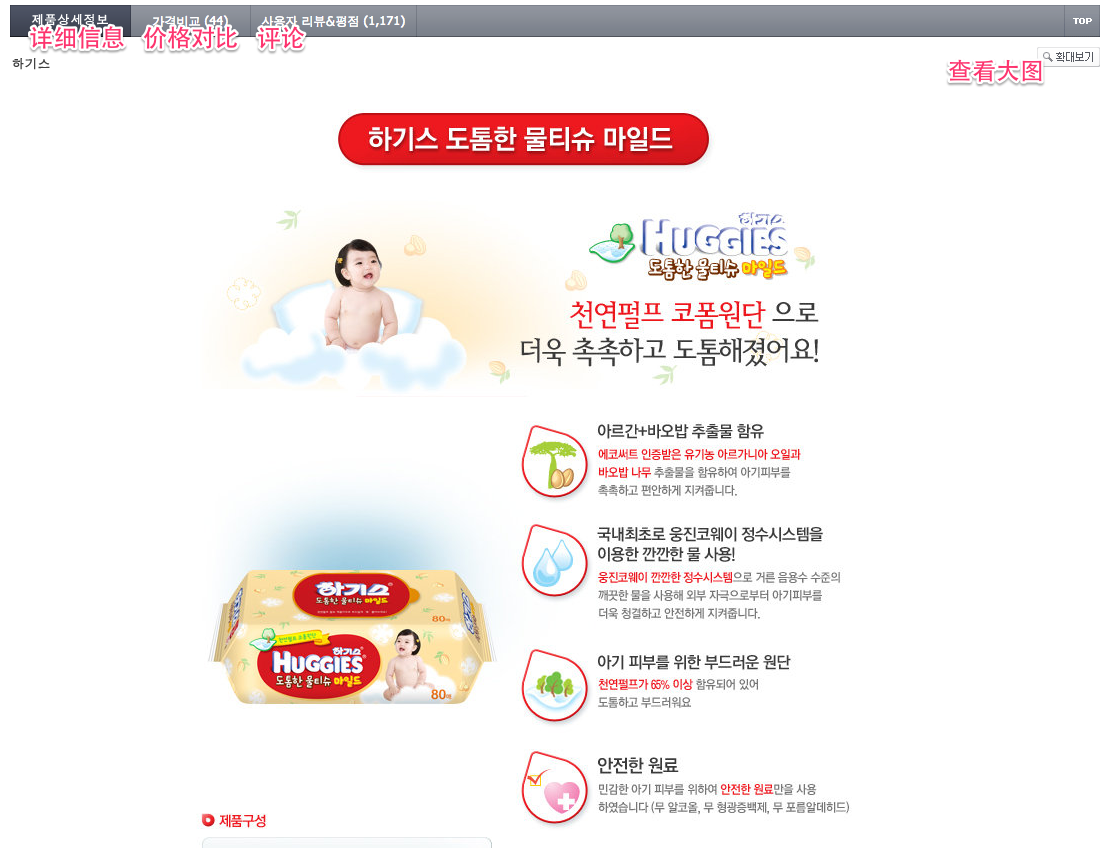 제품상세정보 가격비교 (44) 사용자 리뷰&평점 (1,171) TOP
详细信息 价格对比 评论
하기스
확대보기
查看大图
하기스 도톰한 물티슈 마일드
하기스
HUGGIES
도톰한 물티슈 마일드
천연펄프 코폼원단 으로
더욱 촉촉하고 도톰해졌어요!
아르간+바오밥 추출물 함유
에코써트 인증받은 유기농 아르가니아 오일과
바오밥 나무 추출물을 함유하여 아기피부를
촉촉하고 편안하게 지켜줍니다.
국내최초로 웅진코웨이 정수시스템을
이용한 깐깐한 물 사용!
웅진코웨이 깐깐한 정수시스템으로 거른 음용수 수준의
깨끗한 물을 사용해 외부 자극으로부터 아기피부를
더욱 청결하고 안전하게 지켜줍니다.
하기스
도톰한 물티슈 마일드
80매
천연펄프 코폼원단
하기스
HUGGIES
도톰한 물티슈 마일드
80매
아기 피부를 위한 부드러운 원단
천연펄프가 65% 이상 함유되어 있어
도톰하고 부드러워요
안전한 원료
민감한 아기 피부를 위하여 안전한 원료만을 사용
하였습니다 (무 알코올, 무 형광증백제, 무 포름알데히드)
제품구성